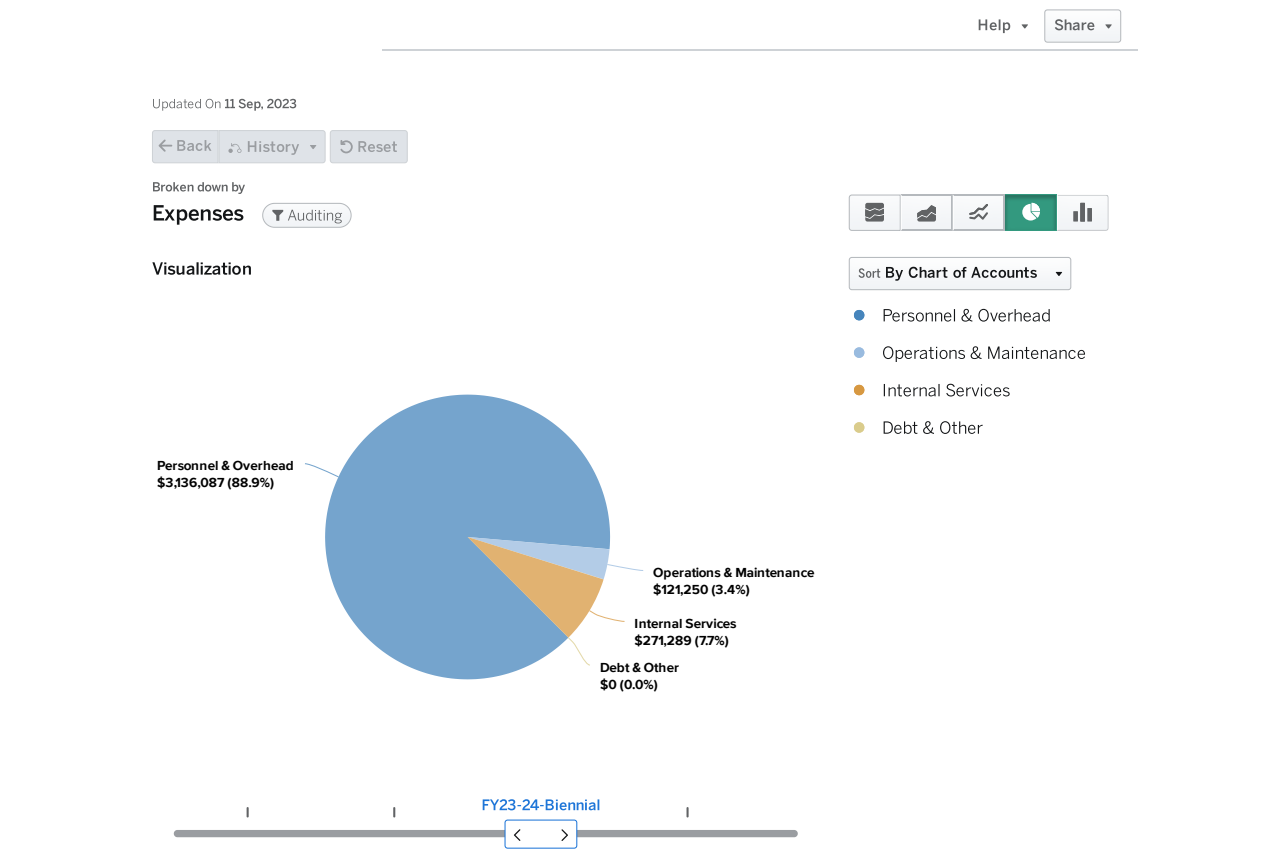 Help
Share
Updated On 11 Sep, 2023
Back
History
Reset
Broken down by
Expenses
Auditing
Visualization
Sort By Chart of Accounts
Personnel & Overhead
Operations & Maintenance
Internal Services
Debt & Other
Personnel & Overhead
$3,136,087 (88.9%)
Operations & Maintenance
$121,250 (3.4%)
Internal Services
$271,289 (7.7%)
Debt & Other
$0 (0.0%)
FY23-24-Biennial